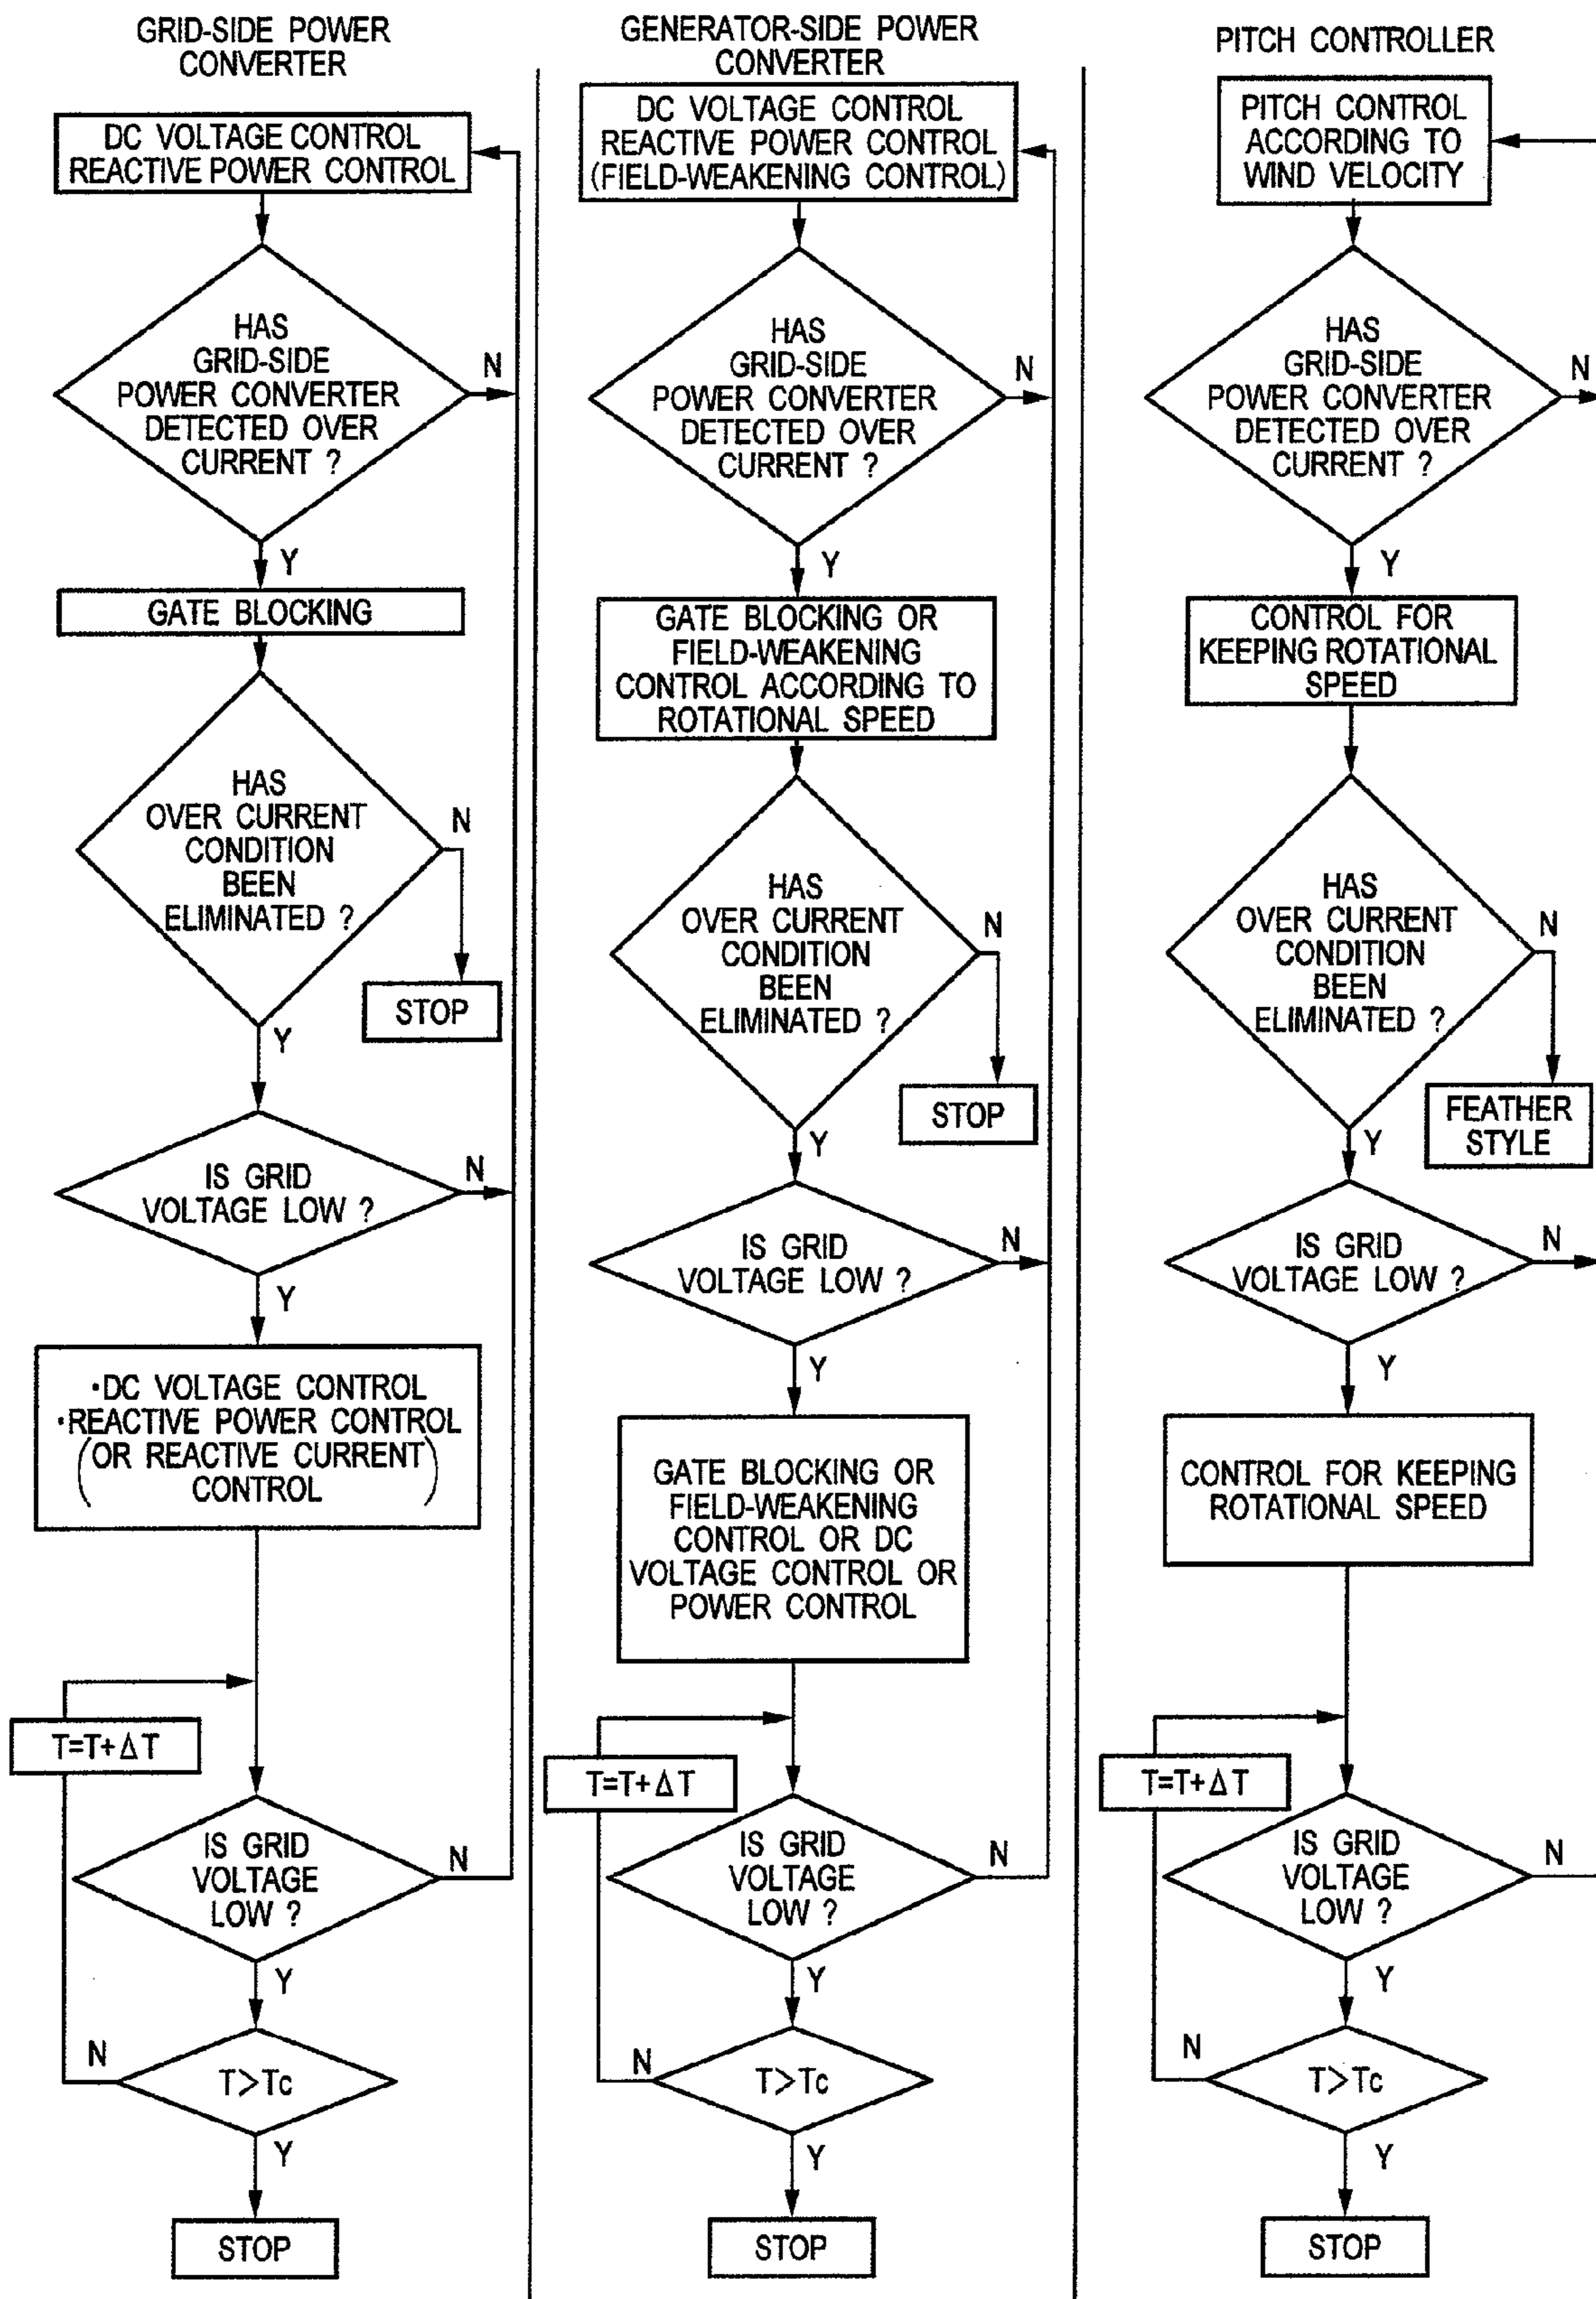 GRID-SIDE POWER
CONVERTER
DC VOLTAGE CONTROL
REACTIVE POWER CONTROL
HAS
GRID-SIDE
POWER CONVERTER
DETECTED OVER
CURRENT ?
N
Y
GATE BLOCKING
HAS
OVER CURRENT
CONDITION
BEEN
ELIMINATED ?
N
STOP
Y
IS GRID
VOLTAGE LOW ?
N
Y
•DC VOLTAGE CONTROL
•REACTIVE POWER CONTROL
(OR REACTIVE CURRENT
CONTROL)
T=T+ΔT
IS GRID
VOLTAGE
LOW ?
N
Y
N
T>Tc
Y
STOP
GENERATOR-SIDE POWER
CONVERTER
DC VOLTAGE CONTROL
REACTIVE POWER CONTROL
(FIELD-WEAKENING CONTROL)
HAS
GRID-SIDE
POWER CONVERTER
DETECTED OVER
CURRENT ?
N
Y
GATE BLOCKING OR
FIELD-WEAKENING
CONTROL ACCORDING TO
ROTATIONAL SPEED
HAS
OVER CURRENT
CONDITION
BEEN
ELIMINATED ?
N
STOP
Y
IS GRID
VOLTAGE LOW ?
N
Y
GATE BLOCKING OR
FIELD-WEAKENING
CONTROL OR DC
VOLTAGE CONTROL OR
POWER CONTROL
T=T+ΔT
IS GRID
VOLTAGE
LOW ?
N
Y
N
T>Tc
Y
STOP
PITCH CONTROLLER
PITCH CONTROL
ACCORDING TO
WIND VELOCITY
HAS
GRID-SIDE
POWER CONVERTER
DETECTED OVER
CURRENT ?
N
Y
CONTROL FOR
KEEPING ROTATIONAL
SPEED
HAS
OVER CURRENT
CONDITION
BEEN
ELIMINATED ?
N
FEATHER
STYLE
Y
IS GRID
VOLTAGE LOW ?
N
Y
CONTROL FOR KEEPING
ROTATIONAL SPEED
T=T+ΔT
IS GRID
VOLTAGE
LOW ?
N
Y
N
T>Tc
Y
STOP